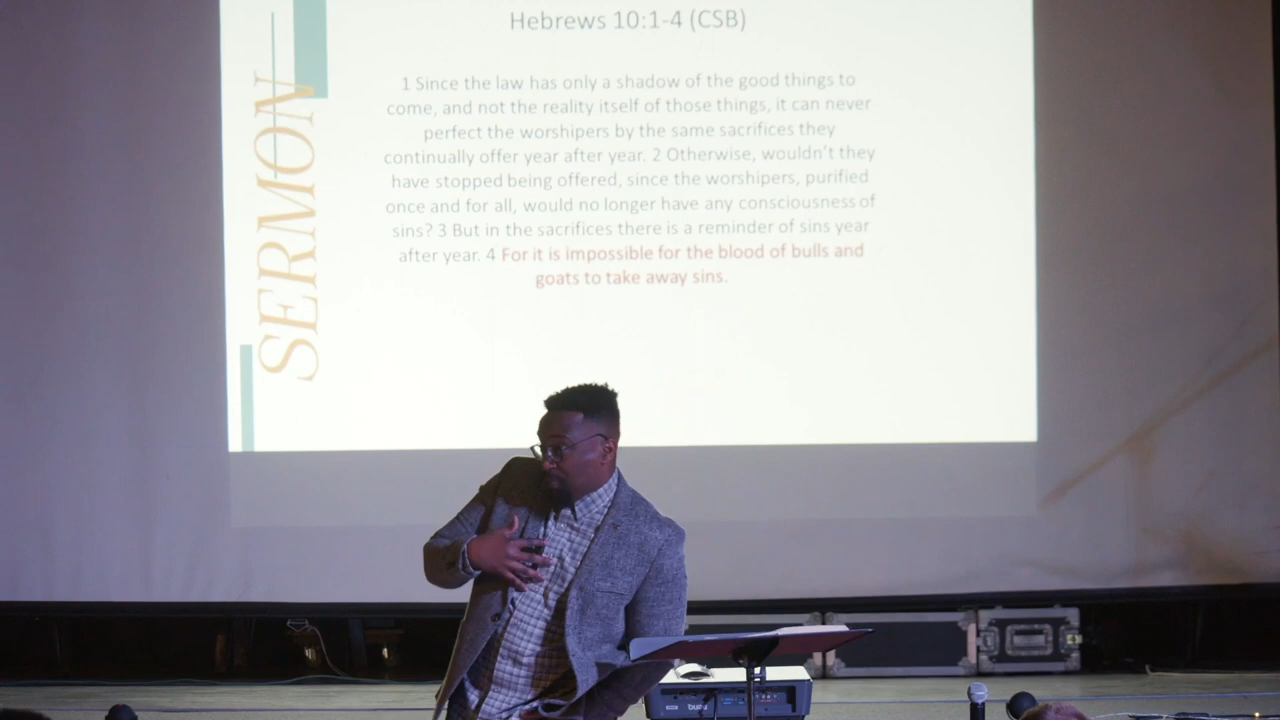 Hebrews 10:1-4 (CSB)
1 Since the law has only a shadow of the good things to
come, and not the reality itself of those things, it can never
perfect the worshipers by the same sacrifices they
continually offer year after year. 2 Otherwise, wouldn't they
have stopped being offered, since the worshipers, purified
once and for all, would no longer have any consciousness of
sins? 3 But in the sacrifices there is a reminder of sins year
after year. 4 For it is impossible for the blood of bulls and
goats to take away sins.
SERMON